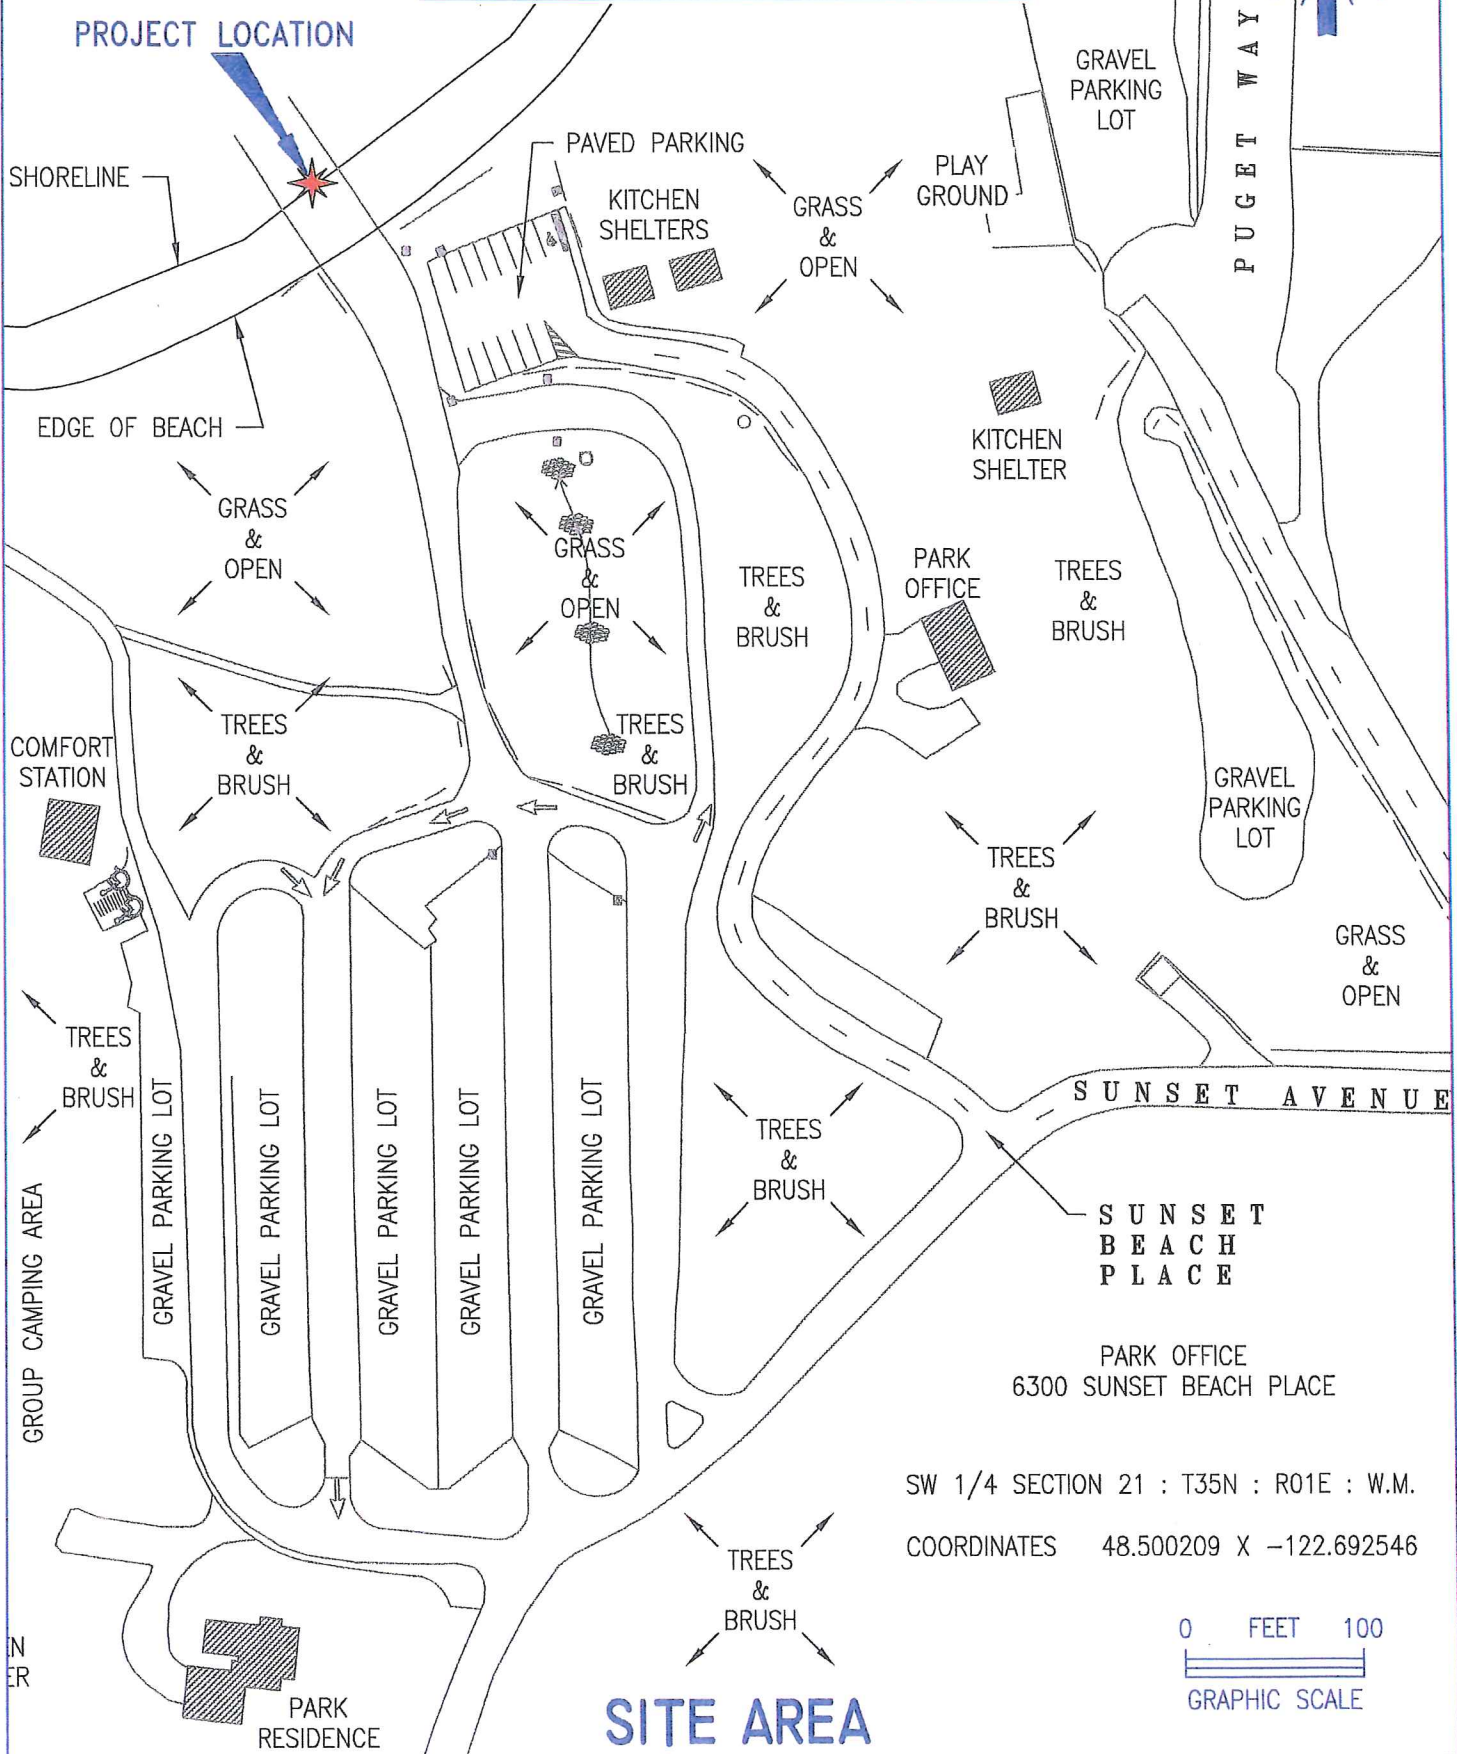 PROJECT LOCATION
SHORELINE
EDGE OF BEACH
PAVED PARKING
KITCHEN
SHELTERS
GRASS
&
OPEN
PLAY
GROUND
GRAVEL
PARKING
LOT
PUGET WAY
KITCHEN
SHELTER
GRASS
&
OPEN
GRASS
&
OPEN
TREES
&
BRUSH
PARK
OFFICE
TREES
&
BRUSH
COMFORT
STATION
TREES
&
BRUSH
TREES
&
BRUSH
GRAVEL
PARKING
LOT
TREES
&
BRUSH
GRASS
&
OPEN
TREES
&
BRUSH
GROUP CAMPING AREA
GRAVEL PARKING LOT
GRAVEL PARKING LOT
GRAVEL PARKING LOT
GRAVEL PARKING LOT
GRAVEL PARKING LOT
TREES
&
BRUSH
SUNSET AVENUE
SUNSET
BEACH
PLACE
PARK OFFICE
6300 SUNSET BEACH PLACE
SW 1/4 SECTION 21 : T35N : R01E : W.M.
COORDINATES 48.500209 X -122.692546
TREES
&
BRUSH
0 FEET 100
GRAPHIC SCALE
PARK
RESIDENCE
SITE AREA